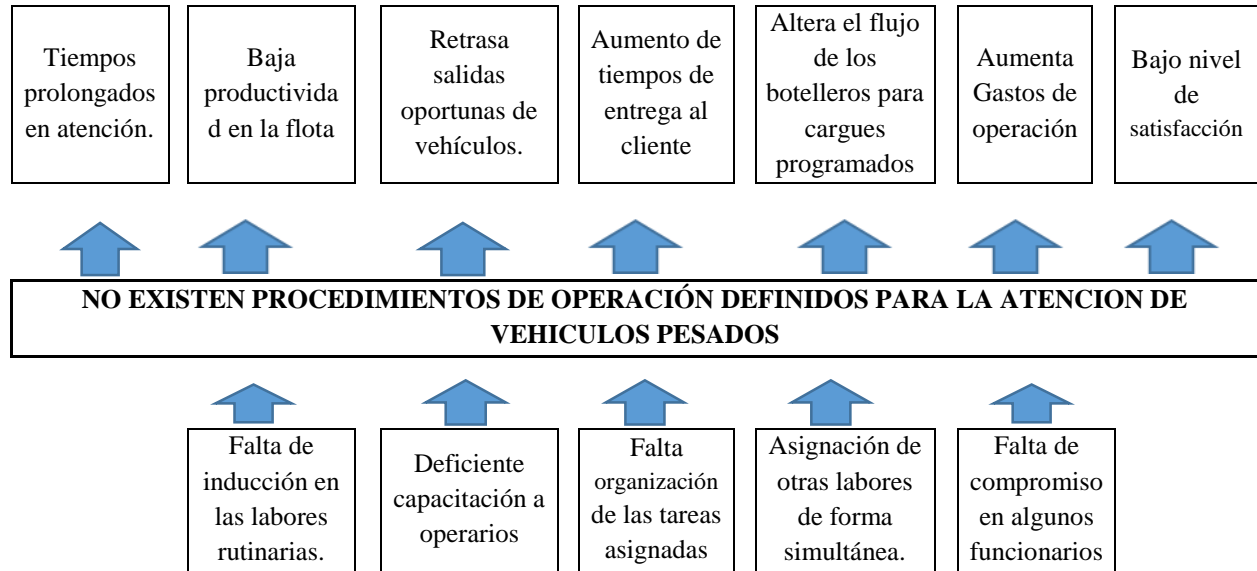 Tiempos
prolongados
en atención.
Baja
productivida
d en la flota
Retrasa
salidas
oportunas de
vehículos.
Aumento de
tiempos de
entrega al
cliente
Altera el flujo
de los
botelleros para
cargues
programados
Aumenta
Gastos de
operación
Bajo nivel
de
satisfacción
NO EXISTEN PROCEDIMIENTOS DE OPERACIÓN DEFINIDOS PARA LA ATENCION DE
VEHICULOS PESADOS
Falta de
inducción en
las labores
rutinarias.
Deficiente
capacitación a
operarios
Falta
organización
de las tareas
asignadas
Asignación de
otras labores
de forma
simultánea.
Falta de
compromiso
en algunos
funcionarios